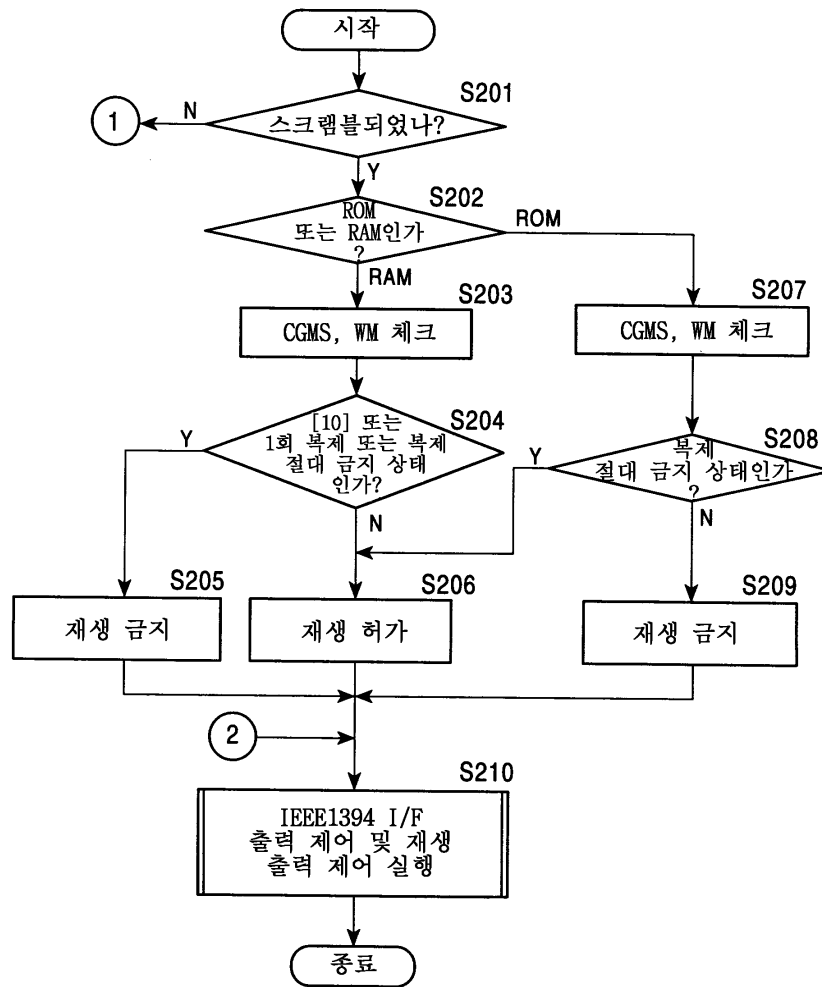 시작
S201
스크램블되었나?
N
1
Y
S202
ROM
또는 RAM인가
?
ROM
RAM
S203
CGMS, WM 체크
S207
CGMS, WM 체크
S204
[10] 또는
1회 복제 또는 복제
절대 금지 상태
인가?
Y
N
S208
복제
절대 금지 상태인가
?
Y
N
S205
재생 금지
S206
재생 허가
S209
재생 금지
2
S210
IEEE1394 I/F
출력 제어 및 재생
출력 제어 실행
종료